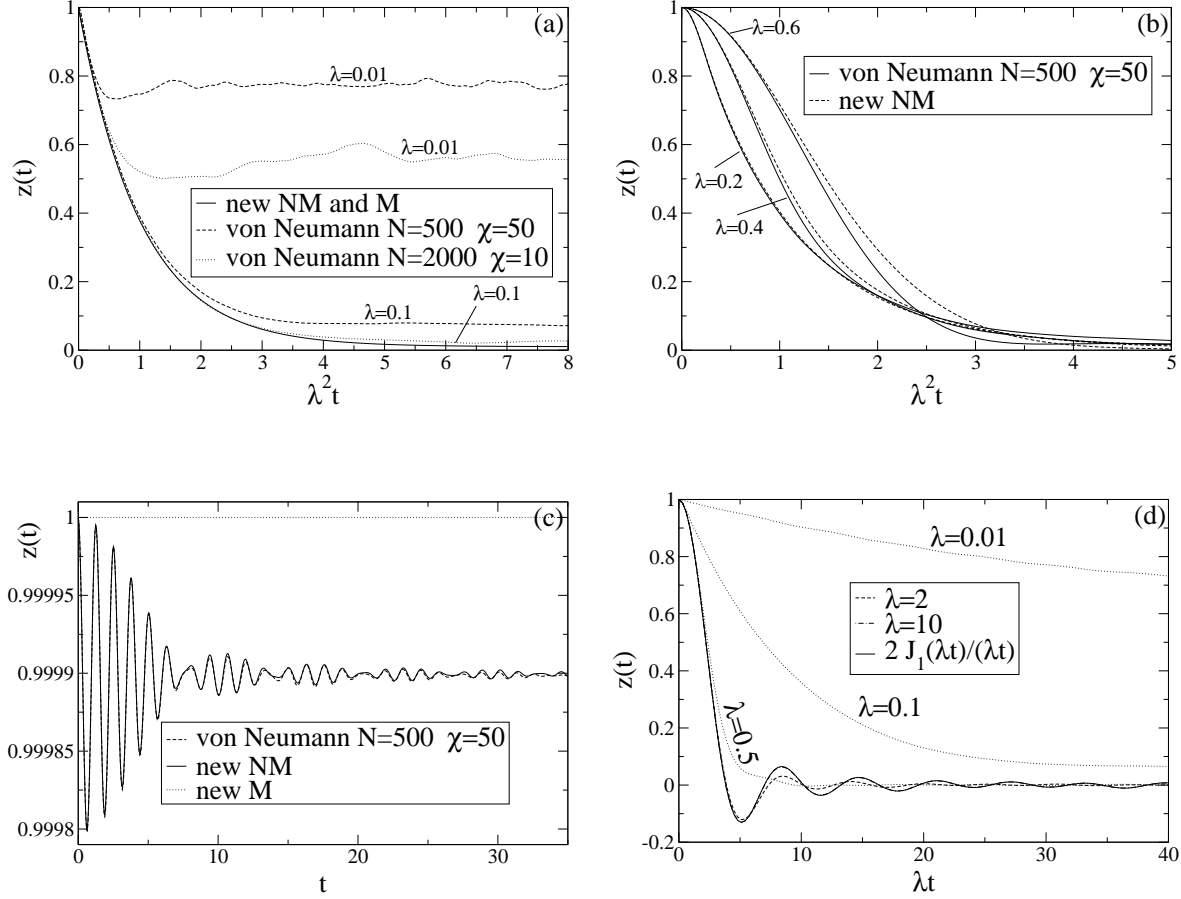 (a)
1
0.8
0.6
0.4
0.2
0
z(t)
λ=0.01
λ=0.01
new NM and M
von Neumann N=500 χ=50
von Neumann N=2000 χ=10
λ=0.1
λ=0.1
0 1 2 3 4 5 6 7 8
λ²t
(b)
1
0.8
0.6
0.4
0.2
0
z(t)
λ=0.6
von Neumann N=500 χ=50
new NM
λ=0.2
λ=0.4
0 1 2 3 4 5
λ²t
(c)
1
0.99995
0.9999
0.99985
0.9998
z(t)
von Neumann N=500 χ=50
new NM
new M
0 5 10 15 20 25 30
t
(d)
1
0.8
0.6
0.4
0.2
0
-0.2
z(t)
λ=0.01
λ=2
λ=10
2 J₁(λt)/(λt)
λ=0.1
λ=0.5
0 10 20 30 40
λt